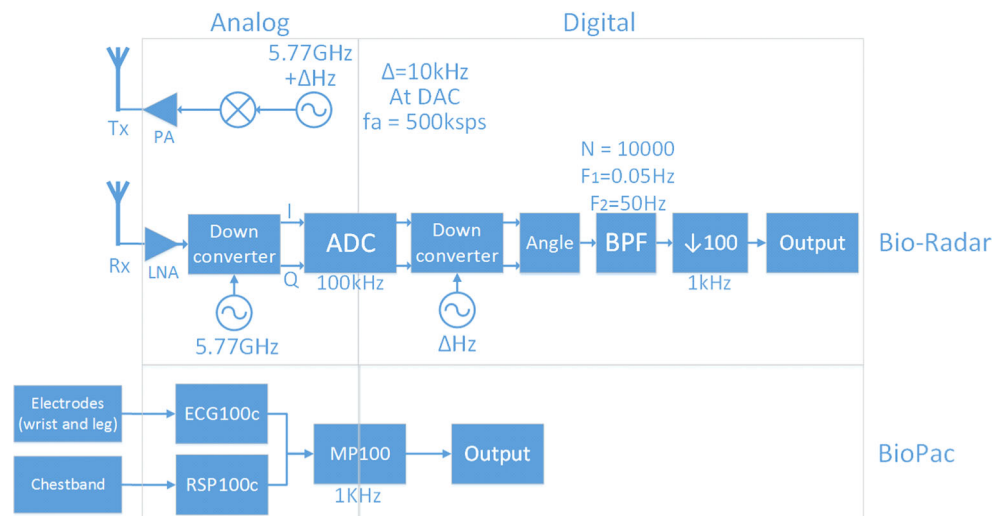 Analog
Digital
5.77GHz
+ΔHz
Δ=10kHz
At DAC
fa = 500ksps
Tx
PA
N = 10000
F₁=0.05Hz
F₂=50Hz
Rx
LNA
Down
converter
I
Q
ADC
100kHz
Down
converter
Angle
BPF
↓100
1kHz
Output
Bio-Radar
5.77GHz
ΔHz
Electrodes
(wrist and leg)
ECG100c
Chestband
RSP100c
MP100
1KHz
Output
BioPac